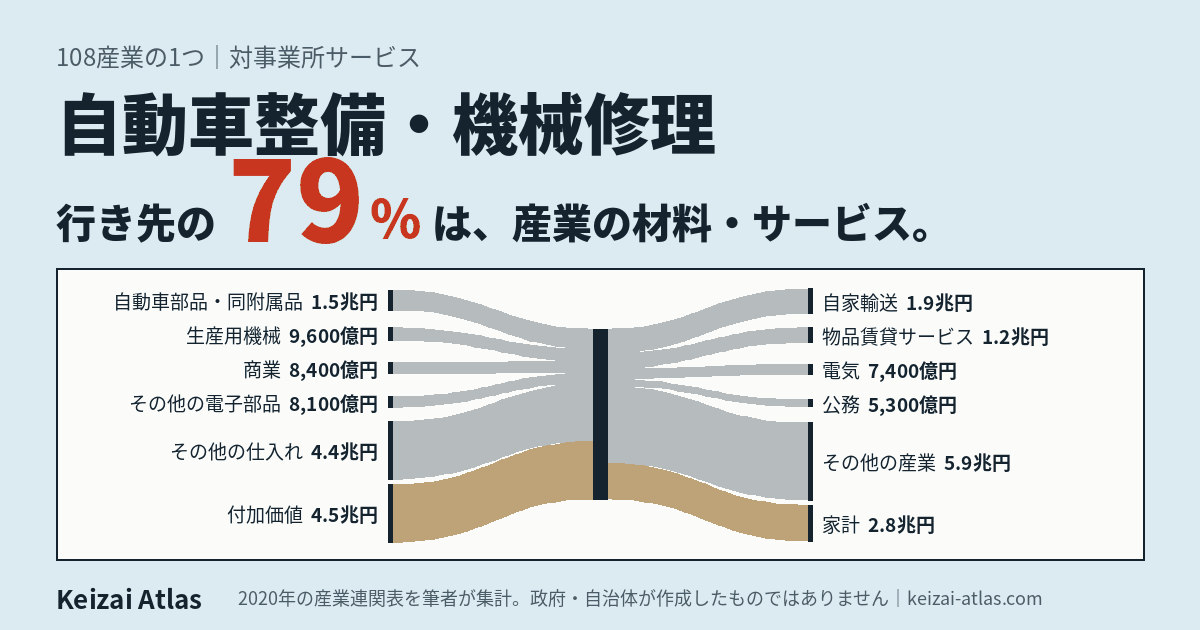 108産業の1つ｜対事業所サービス
自動車整備・機械修理
行き先の 79% は、産業の材料・サービス。
自動車部品・同附属品 1.5兆円
生産用機械 9,600億円
商業 8,400億円
その他の電子部品 8,100億円
その他の仕入れ 4.4兆円
付加価値 4.5兆円
自家輸送 1.9兆円
物品賃貸サービス 1.2兆円
電気 7,400億円
公務 5,300億円
その他の産業 5.9兆円
家計 2.8兆円
Keizai Atlas
2020年の産業連関表を筆者が集計。政府・自治体が作成したものではありません｜keizai-atlas.com